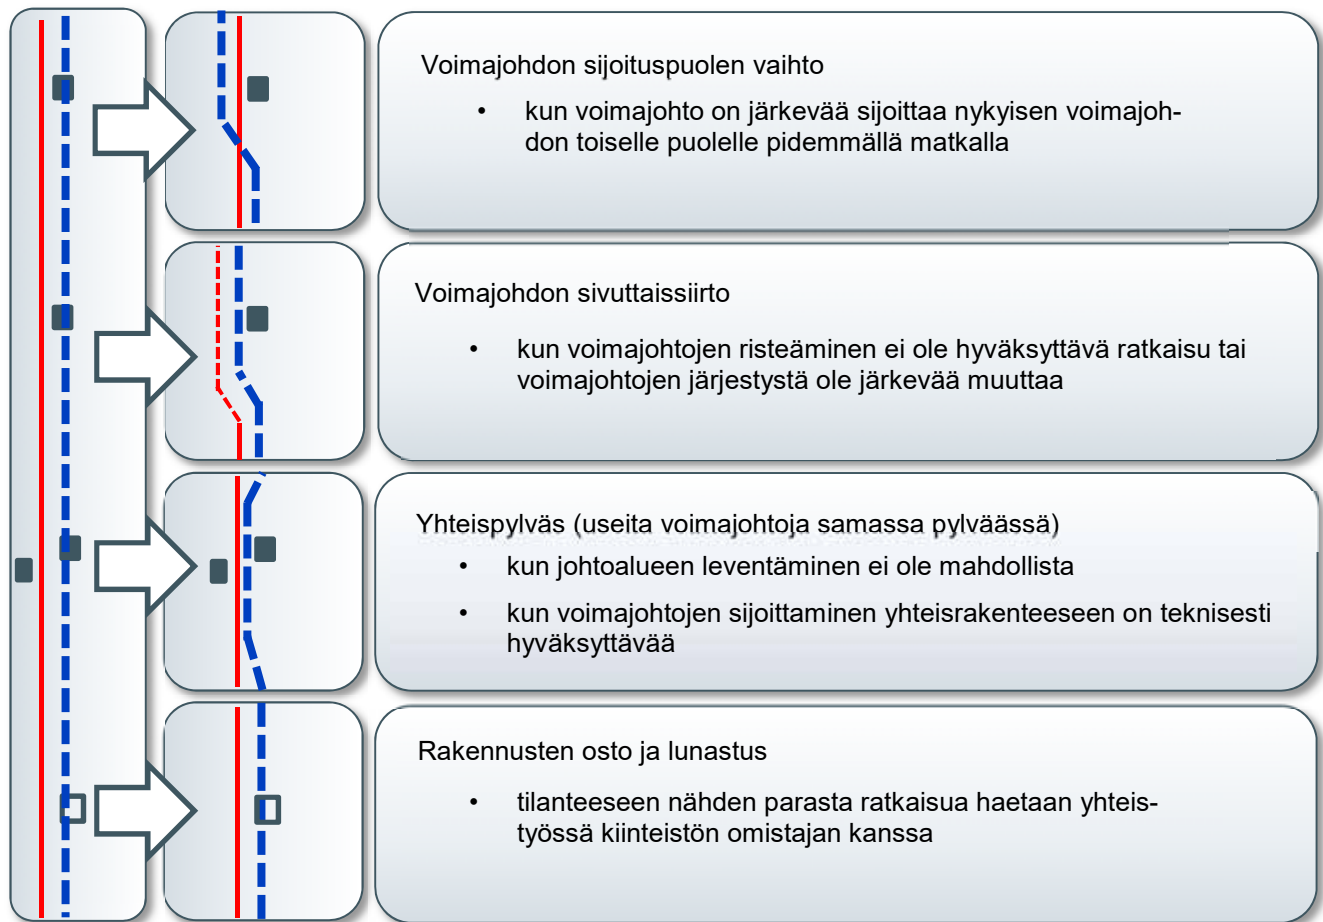 Voimajohdon sijoituspuolen vaihto
• kun voimajohto on järkevää sijoittaa nykyisen voimajoh-
don toiselle puolelle pidemmällä matkalla
Voimajohdon sivuttaissiirto
• kun voimajohtojen risteäminen ei ole hyväksyttävä ratkaisu tai
voimajohtojen järjestystä ole järkevää muuttaa
Yhteispylväs (useita voimajohtoja samassa pylväässä)
• kun johtoalueen leventäminen ei ole mahdollista
• kun voimajohtojen sijoittaminen yhteisrakenteeseen on teknisesti
hyväksyttävää
Rakennusten osto ja lunastus
• tilanteeseen nähden parasta ratkaisua haetaan yhteis-
työssä kiinteistön omistajan kanssa